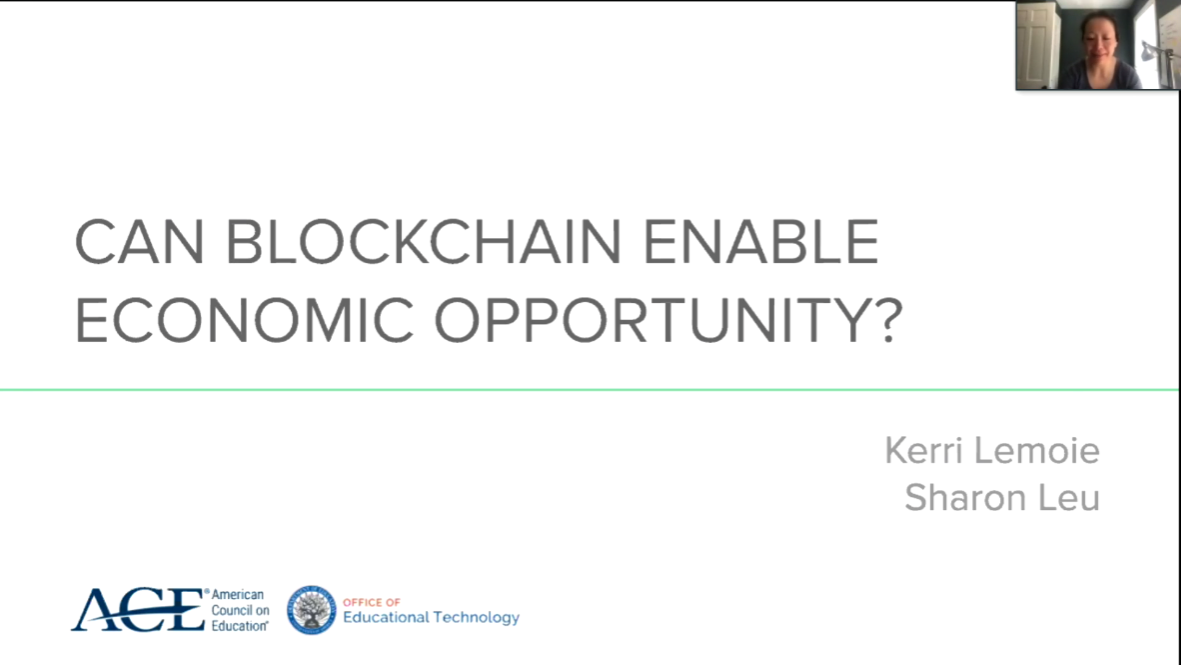 CAN BLOCKCHAIN ENABLE
ECONOMIC OPPORTUNITY?
Kerri Lemoie
Sharon Leu
ACE® American
Council on
Education®
OFFICE OF
Educational Technology